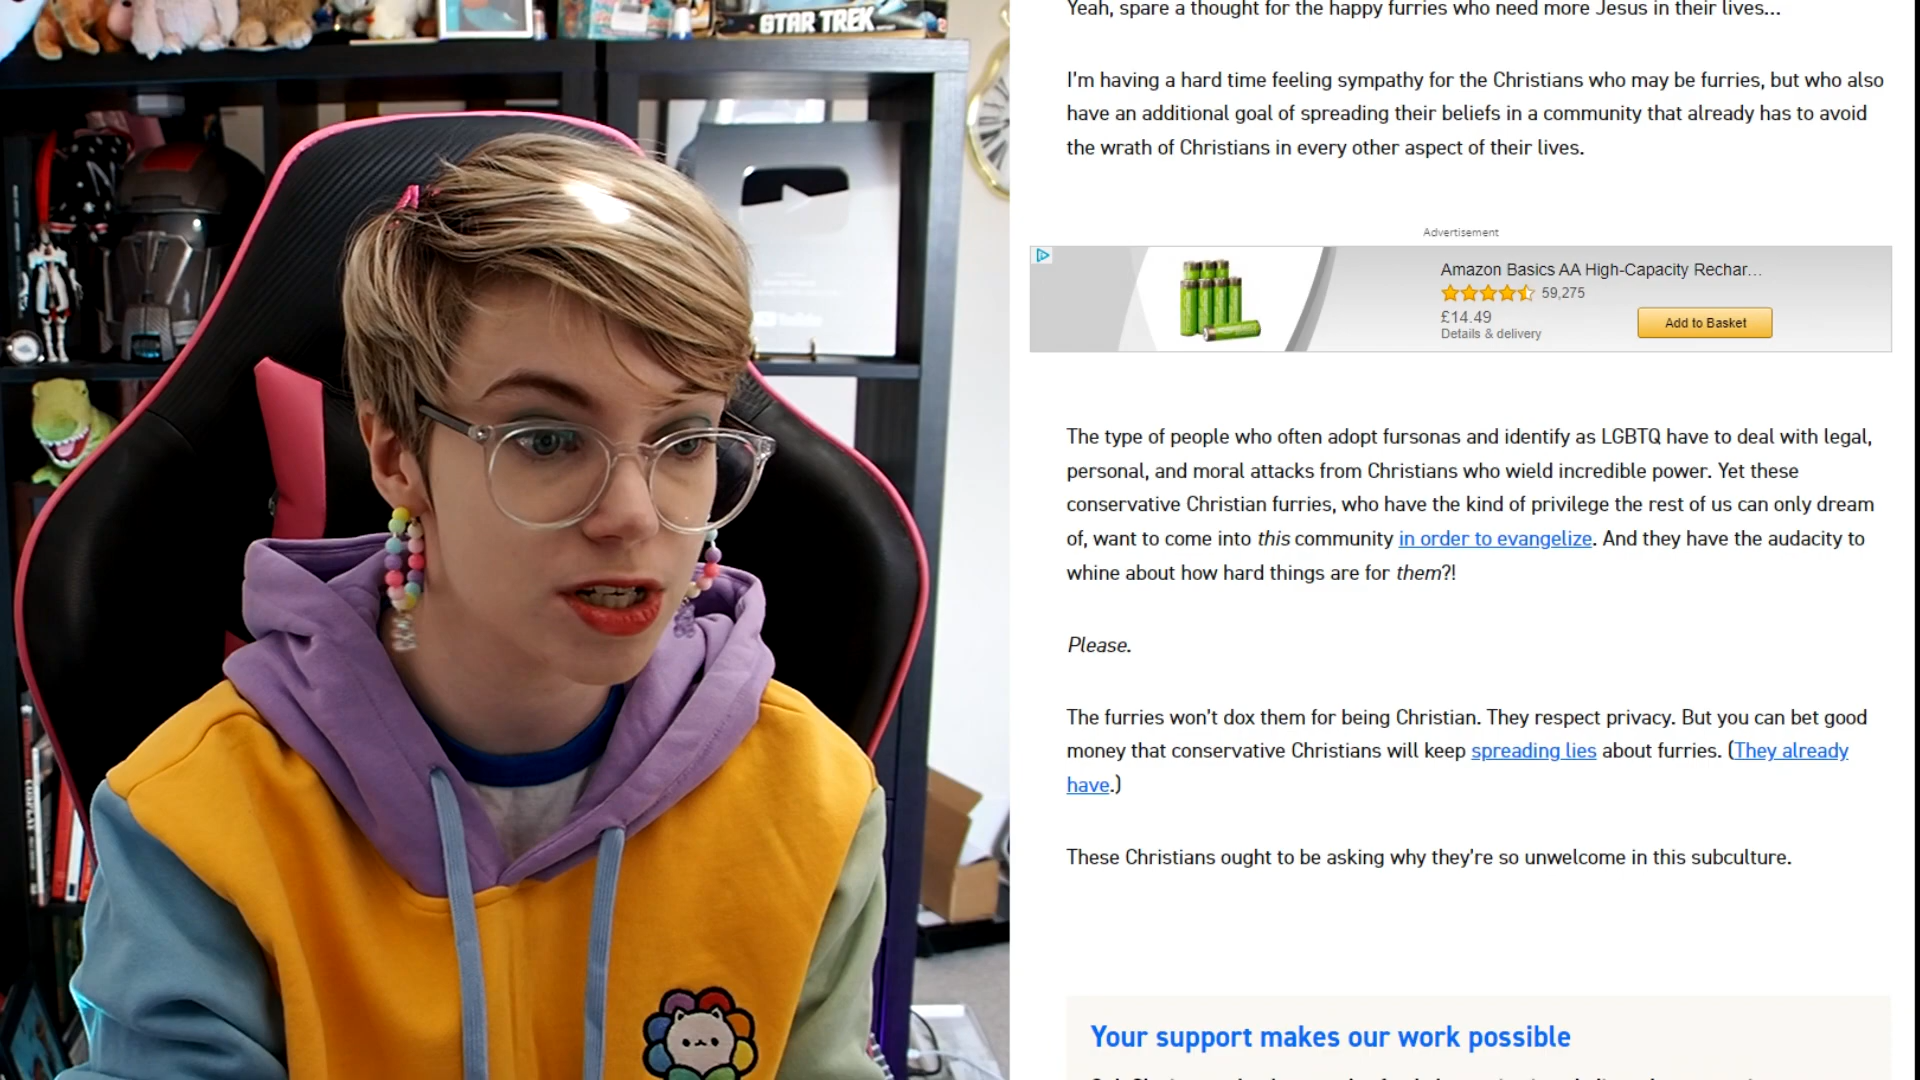 STAR TREK
Yeah, spare a thought for the happy furries who need more Jesus in their lives...
I'm having a hard time feeling sympathy for the Christians who may be furries, but who also
have an additional goal of spreading their beliefs in a community that already has to avoid
the wrath of Christians in every other aspect of their lives.
Advertisement
Amazon Basics AA High-Capacity Rechar...
59,275
£14.49
Details & delivery
Add to Basket
The type of people who often adopt fursonas and identify as LGBTQ have to deal with legal,
personal, and moral attacks from Christians who wield incredible power. Yet these
conservative Christian furries, who have the kind of privilege the rest of us can only dream
of, want to come into this community in order to evangelize. And they have the audacity to
whine about how hard things are for them?!
Please.
The furries won't dox them for being Christian. They respect privacy. But you can bet good
money that conservative Christians will keep spreading lies about furries. (They already
have.)
These Christians ought to be asking why they're so unwelcome in this subculture.
Your support makes our work possible